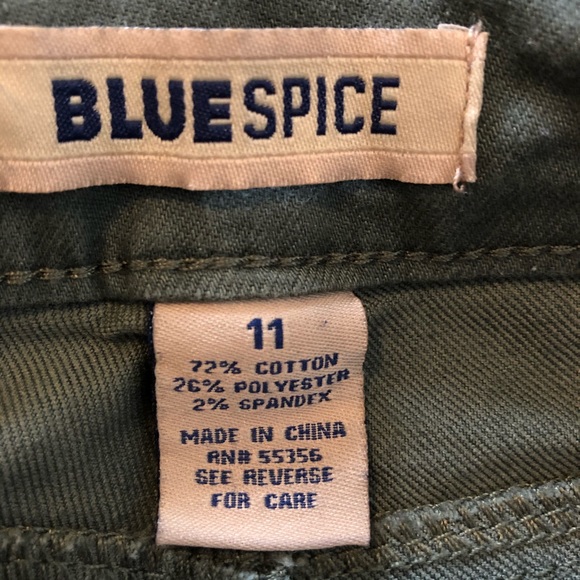 BLUESPICE
11
72% COTTON
26% POLYESTER
2% SPANDEX
MADE IN CHINA
RN# 55356
SEE REVERSE
FOR CARE